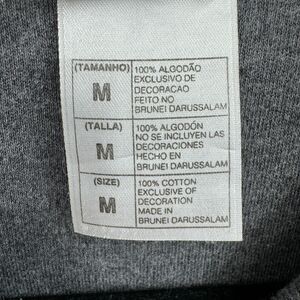 (TAMANHO)
M
100% ALGODÃO
EXCLUSIVO DE
DECORACAO
FEITO NO
BRUNEI DARUSSALAM
(TALLA)
M
100% ALGODÓN
NO SE INCLUYEN LAS
DECORACIONES
HECHO EN
BRUNEI DARUSSALAM
(SIZE)
M
100% COTTON
EXCLUSIVE OF
DECORATION
MADE IN
BRUNEI DARUSSALAM